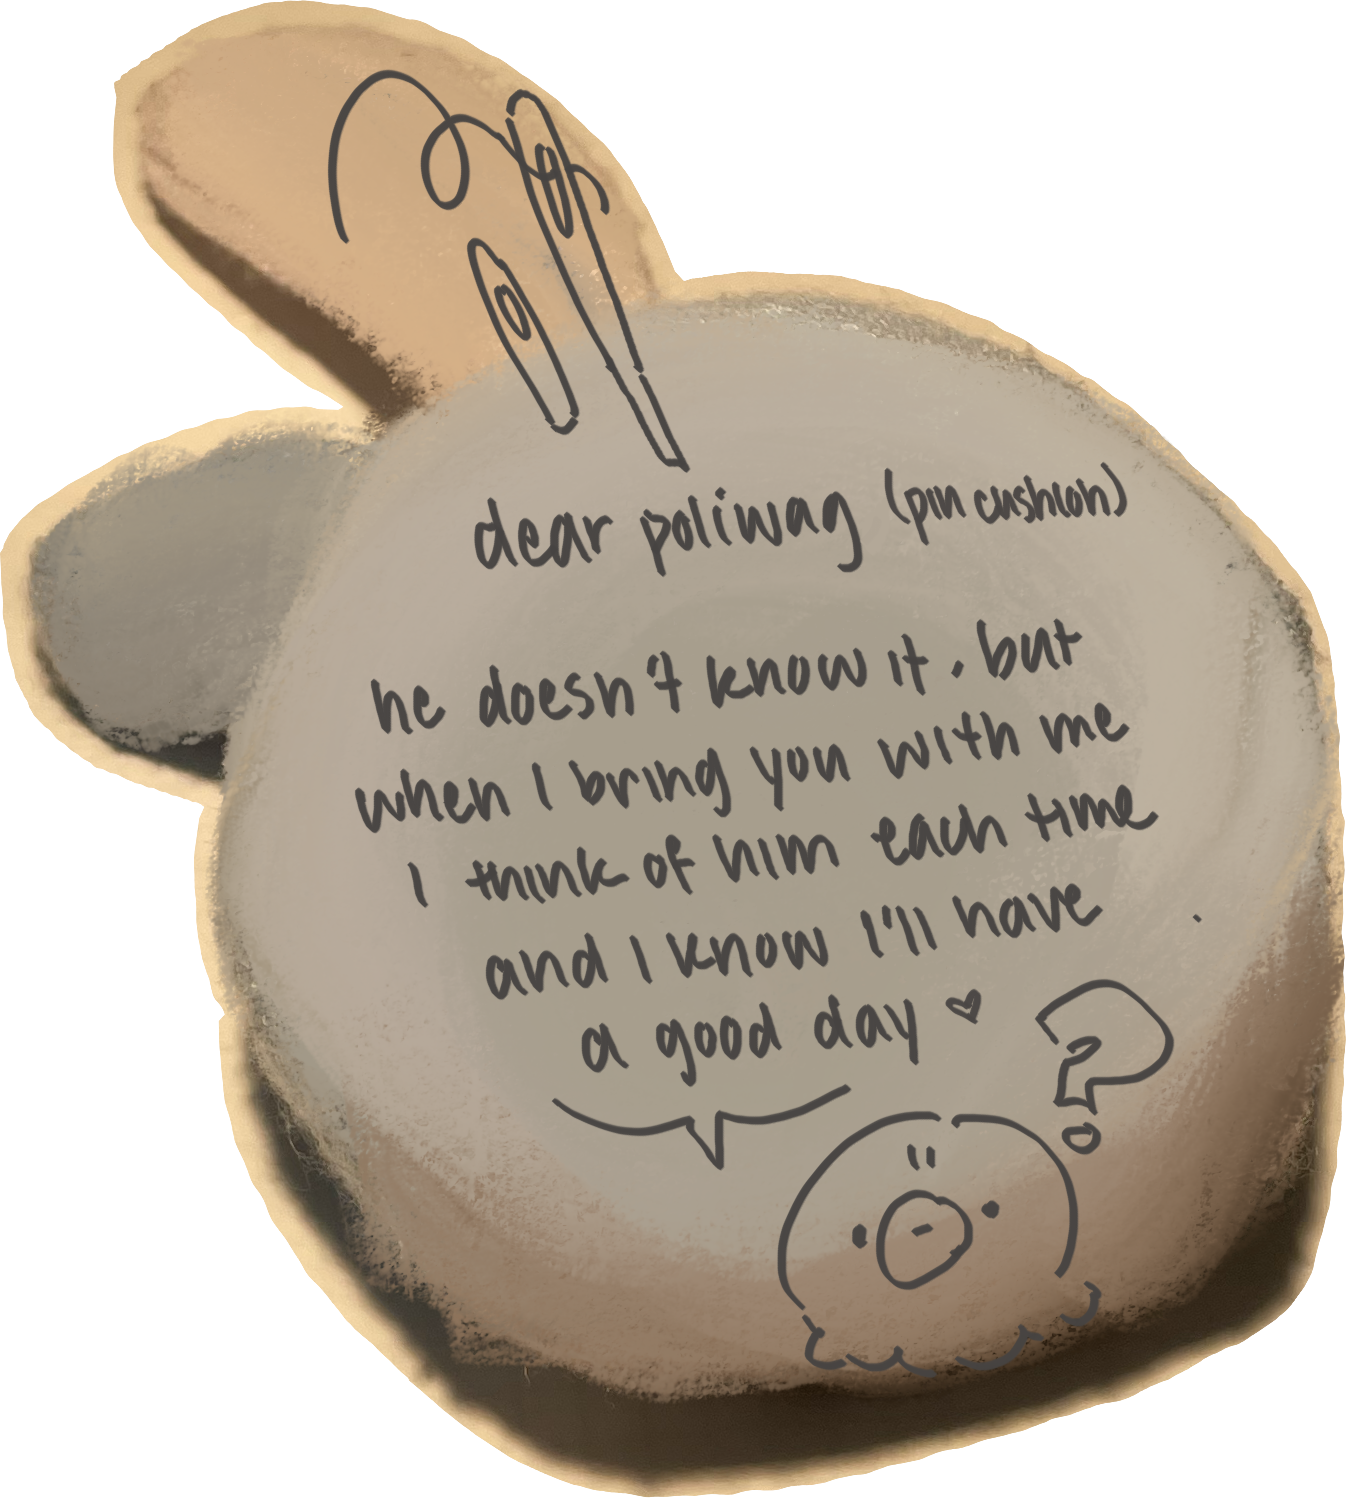 dear poliwag (pin cushion)
he doesn't know it. but
when I bring you with me
I think of him each time
and I know I'll have
a good day ♥
?